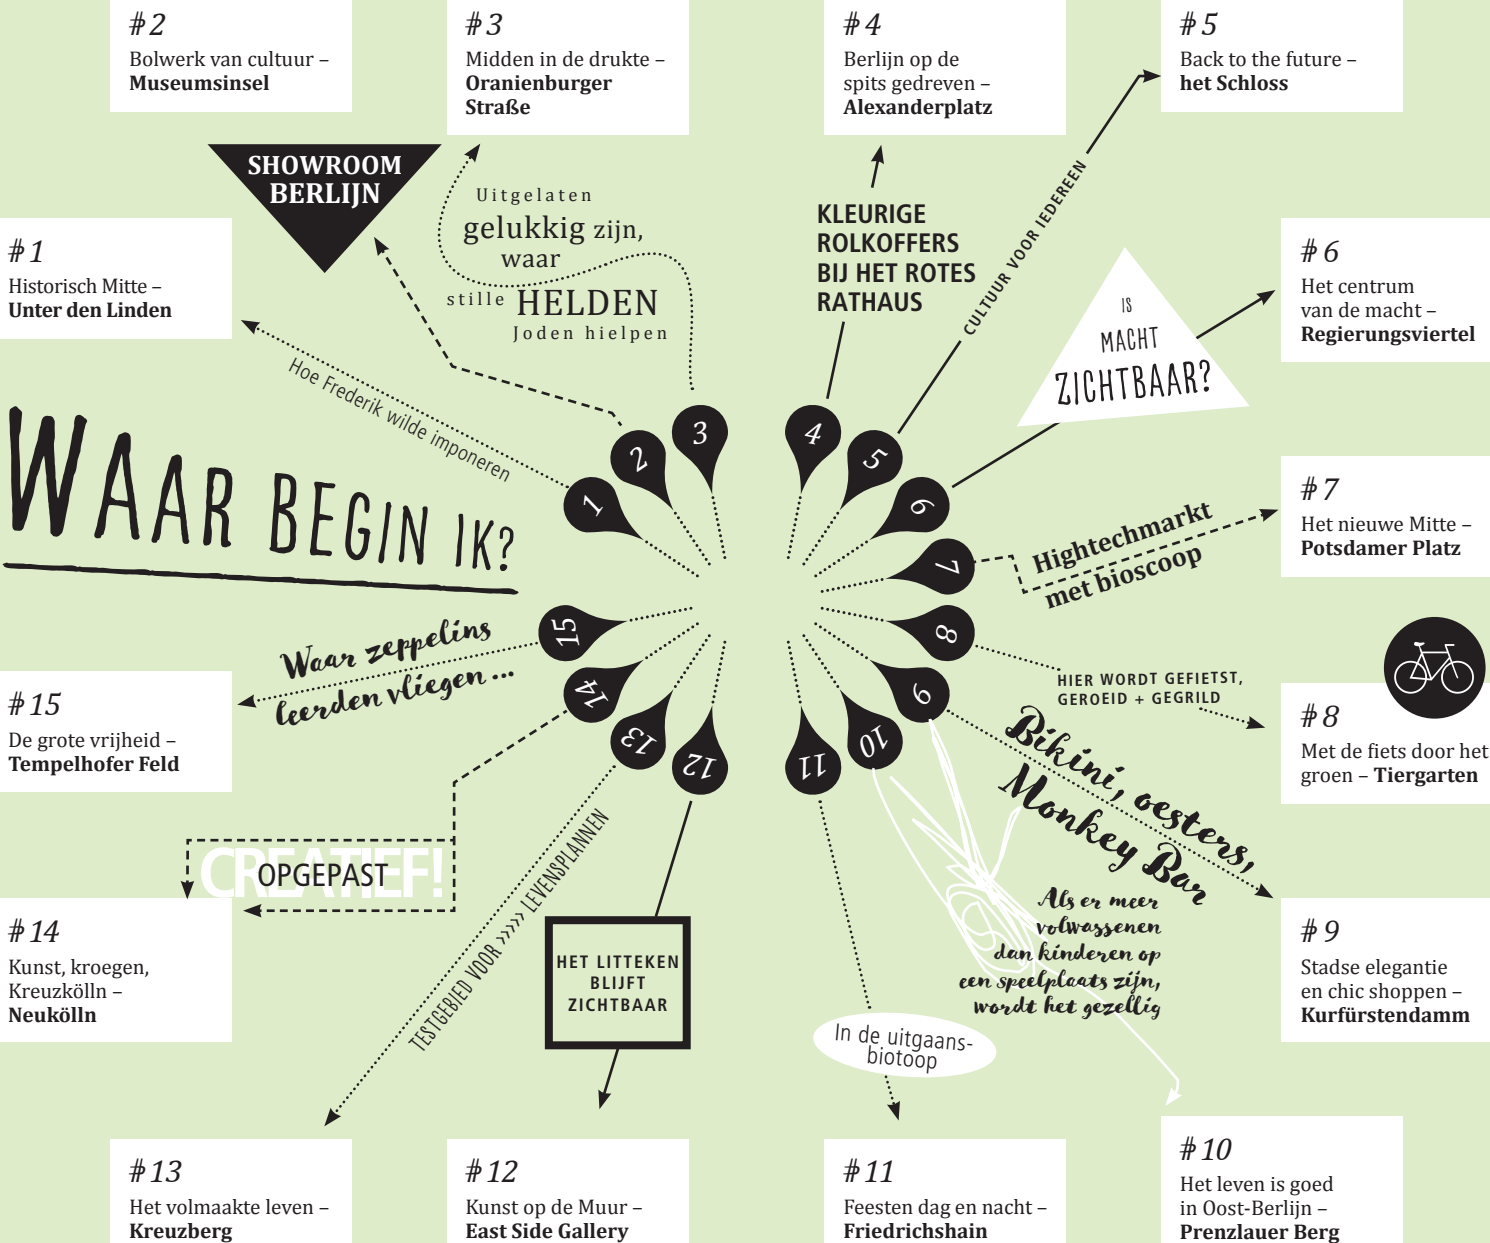 #2
Bolwerk van cultuur –
Museumsinsel
#3
Midden in de drukte –
Oranienburger
Straße
#4
Berlijn op de
spits gedreven –
Alexanderplatz
#5
Back to the future –
het Schloss
SHOWROOM
BERLIJN
Uitgelaten
gelukkig zijn,
waar
stille HELDEN
Joden hielpen
KLEURIGE
ROLKOFFERS
BIJ HET ROTES
RATHAUS
CULTUUR VOOR IEDEREEN
#1
Historisch Mitte –
Unter den Linden
Hoe Frederik wilde imponeren
IS
MACHT
ZICHTBAAR?
#6
Het centrum
van de macht –
Regierungsviertel
WAAR BEGIN IK?
1
2
3
4
5
6
7
8
9
10
11
12
13
14
15
Hightechmarkt
met bioscoop
#7
Het nieuwe Mitte –
Potsdamer Platz
Waar zeppelins
leerden vliegen ...
#15
De grote vrijheid –
Tempelhofer Feld
HIER WORDT GEFIETST,
GEROEID + GEGRILD
#8
Met de fiets door het
groen – Tiergarten
Bikini, oesters,
Monkey Bar
CREATIEF!
OPGEPAST
TESTGEBIED VOOR >>>>> LEVENSPLANNEN
#14
Kunst, kroegen,
Kreuzkölln –
Neukölln
HET LITTEKEN
BLIJFT
ZICHTBAAR
Als er meer
volwassenen
dan kinderen op
een speelplaats zijn,
wordt het gezellig
#9
Stadse elegantie
en chic shoppen –
Kurfürstendamm
In de uitgaans-
biotoop
#13
Het volmaakte leven –
Kreuzberg
#12
Kunst op de Muur –
East Side Gallery
#11
Feesten dag en nacht –
Friedrichshain
#10
Het leven is goed
in Oost-Berlijn –
Prenzlauer Berg